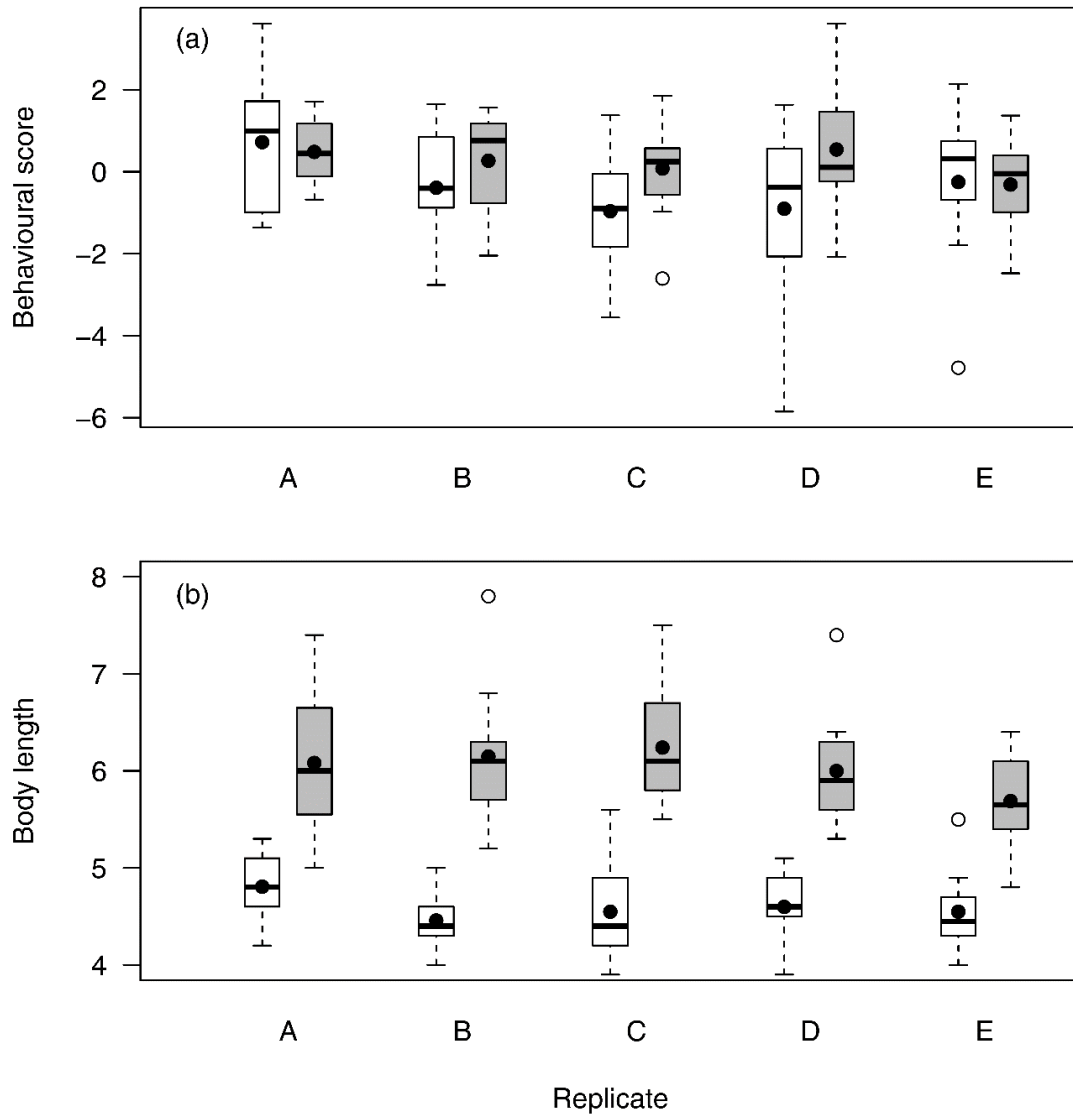 (a)
Behavioural score
2
0
−2
−4
−6
A B C D E
(b)
Body length
8
7
6
5
4
A B C D E
Replicate